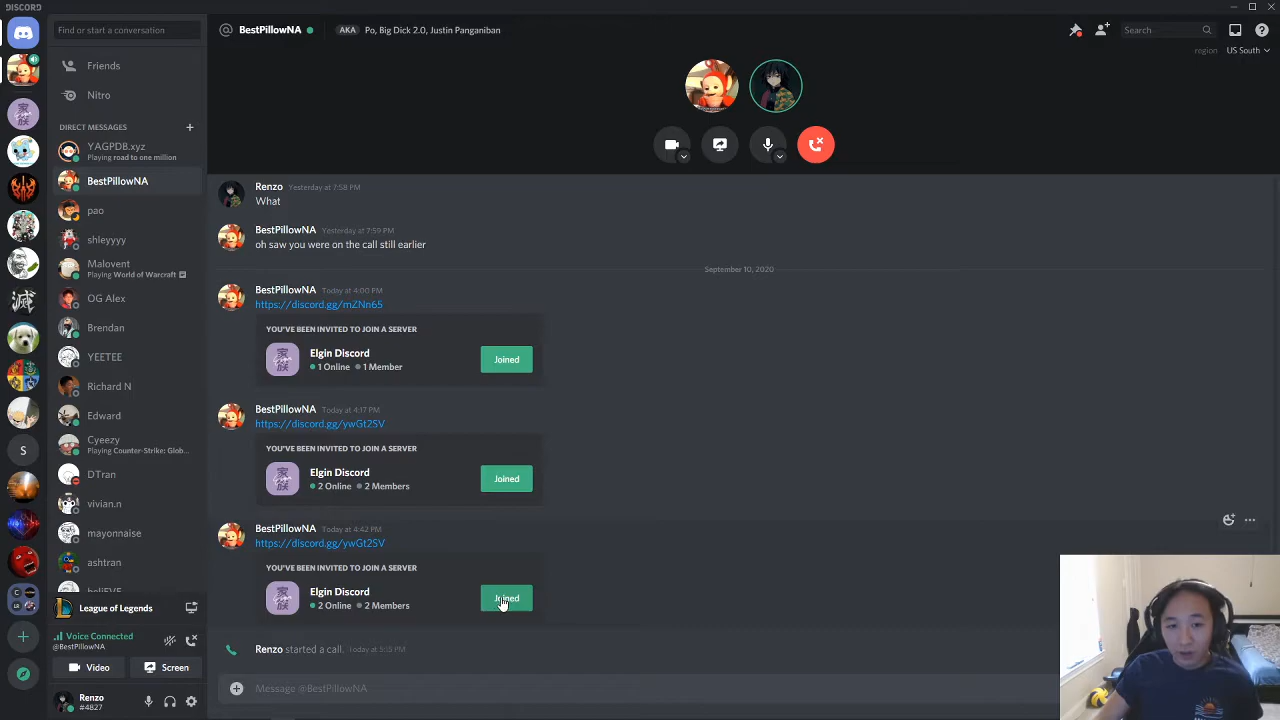 DISCORD
Find or start a conversation
Friends
Nitro
DIRECT MESSAGES
YAGPDB.xyz
Playing road to one million
BestPillowNA
pao
shleyyyy
Malovent
Playing World of Warcraft
OG Alex
Brendan
YEETEE
Richard N
Edward
Cyeezy
Playing Counter-Strike: Glob...
DTran
vivian.n
mayonnaise
ashtran
S
League of Legends
Voice Connected
@BestPillowNA
Video
Screen
Renzo
#4827
@ BestPillowNA
AKA Po, Big Dick 2.0, Justin Panganiban
Search
region US South
Renzo Yesterday at 7:58 PM
What
BestPillowNA Yesterday at 7:59 PM
oh saw you were on the call still earlier
September 10, 2020
BestPillowNA Today at 4:00 PM
https://discord.gg/mZNn65
YOU'VE BEEN INVITED TO JOIN A SERVER
Elgin Discord
1 Online 1 Member
Joined
BestPillowNA Today at 4:17 PM
https://discord.gg/ywGt2SV
YOU'VE BEEN INVITED TO JOIN A SERVER
Elgin Discord
2 Online 2 Members
Joined
BestPillowNA Today at 4:42 PM
https://discord.gg/ywGt2SV
YOU'VE BEEN INVITED TO JOIN A SERVER
Elgin Discord
2 Online 2 Members
Joined
Renzo started a call.
Message @BestPillowNA